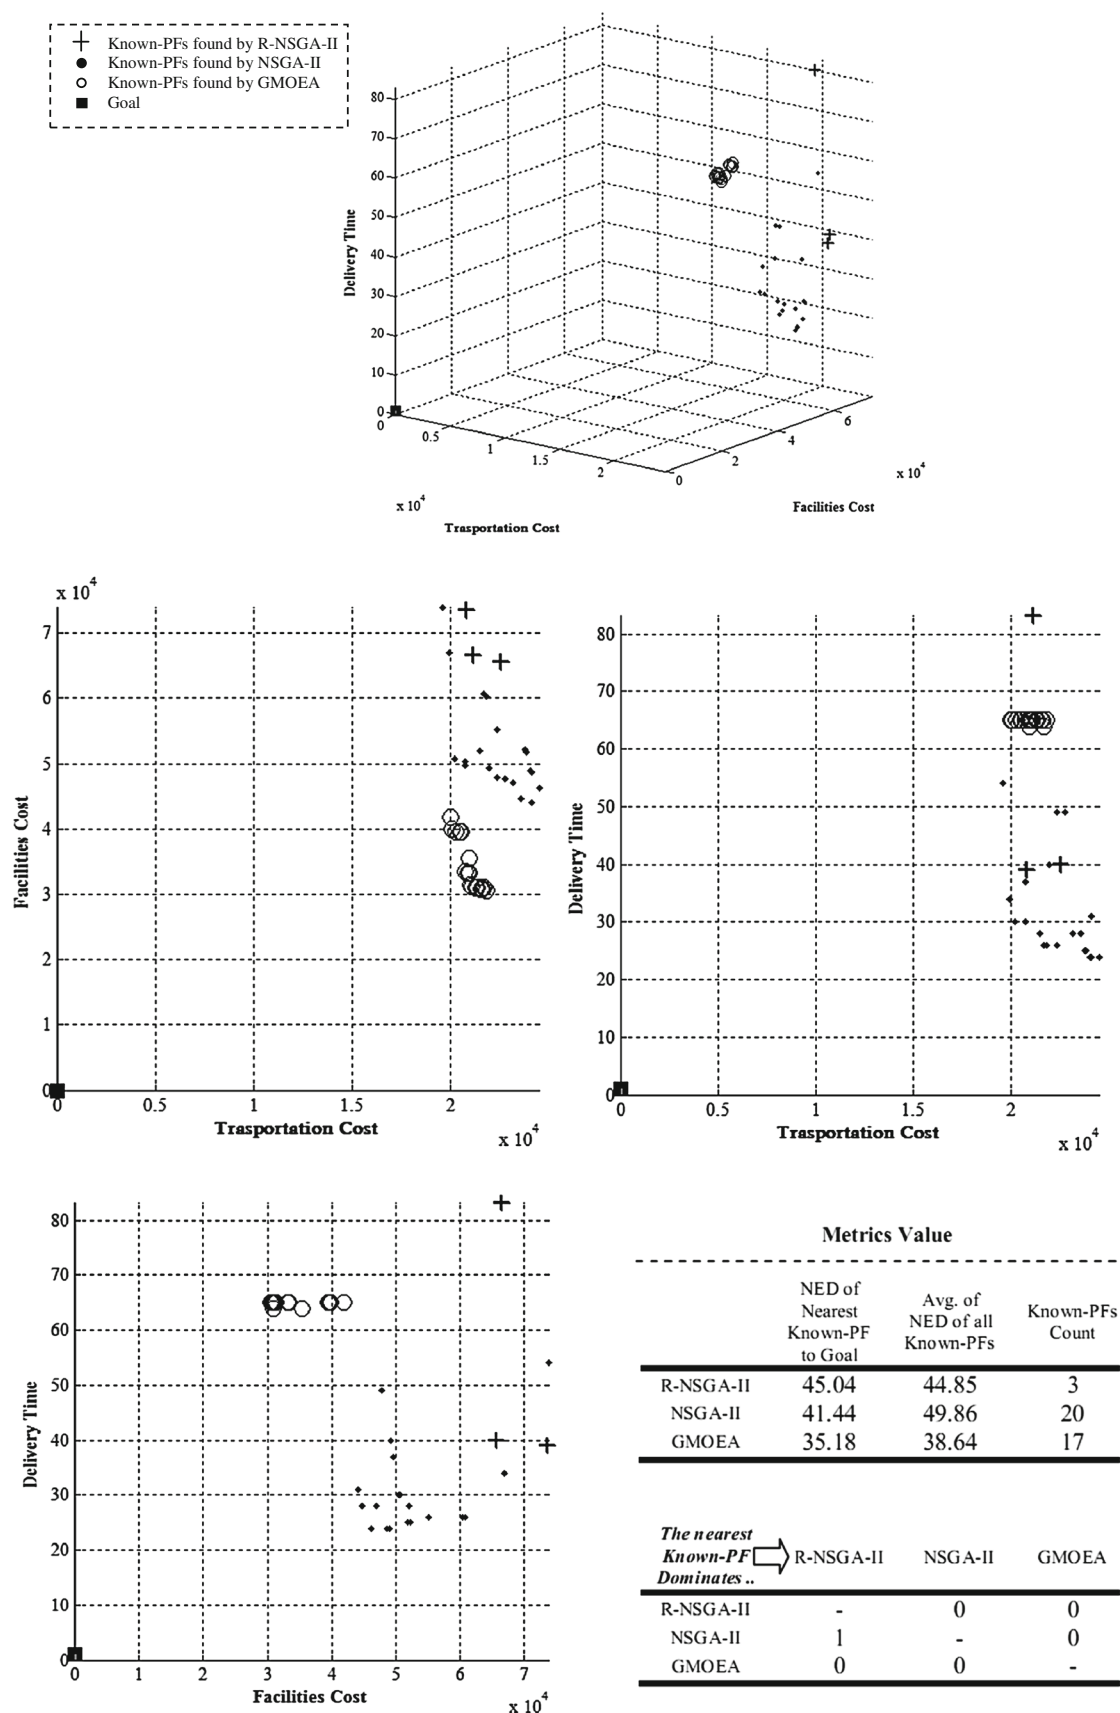 Known-PFs found by R-NSGA-II
Known-PFs found by NSGA-II
Known-PFs found by GMOEA
Goal
80
70
60
50
40
30
20
10
0
0
0.5
1
1.5
2
0
2
4
6
x 10^4
x 10^4
Delivery Time
Trasportation Cost
Facilities Cost
x 10^4
7
6
5
4
3
2
1
0
0
0.5
1
1.5
2
Facilities Cost
Trasportation Cost
x 10^4
80
70
60
50
40
30
20
10
0
0
0.5
1
1.5
2
Delivery Time
Trasportation Cost
x 10^4
80
70
60
50
40
30
20
10
0
0
1
2
3
4
5
6
7
Delivery Time
Facilities Cost
x 10^4
Metrics Value
NED of Nearest Known-PF to Goal
Avg. of NED of all Known-PFs
Known-PFs Count
R-NSGA-II 45.04 44.85 3
NSGA-II 41.44 49.86 20
GMOEA 35.18 38.64 17
The nearest
Known-PF R-NSGA-II NSGA-II GMOEA
Dominates ..
R-NSGA-II - 0 0
NSGA-II 1 - 0
GMOEA 0 0 -